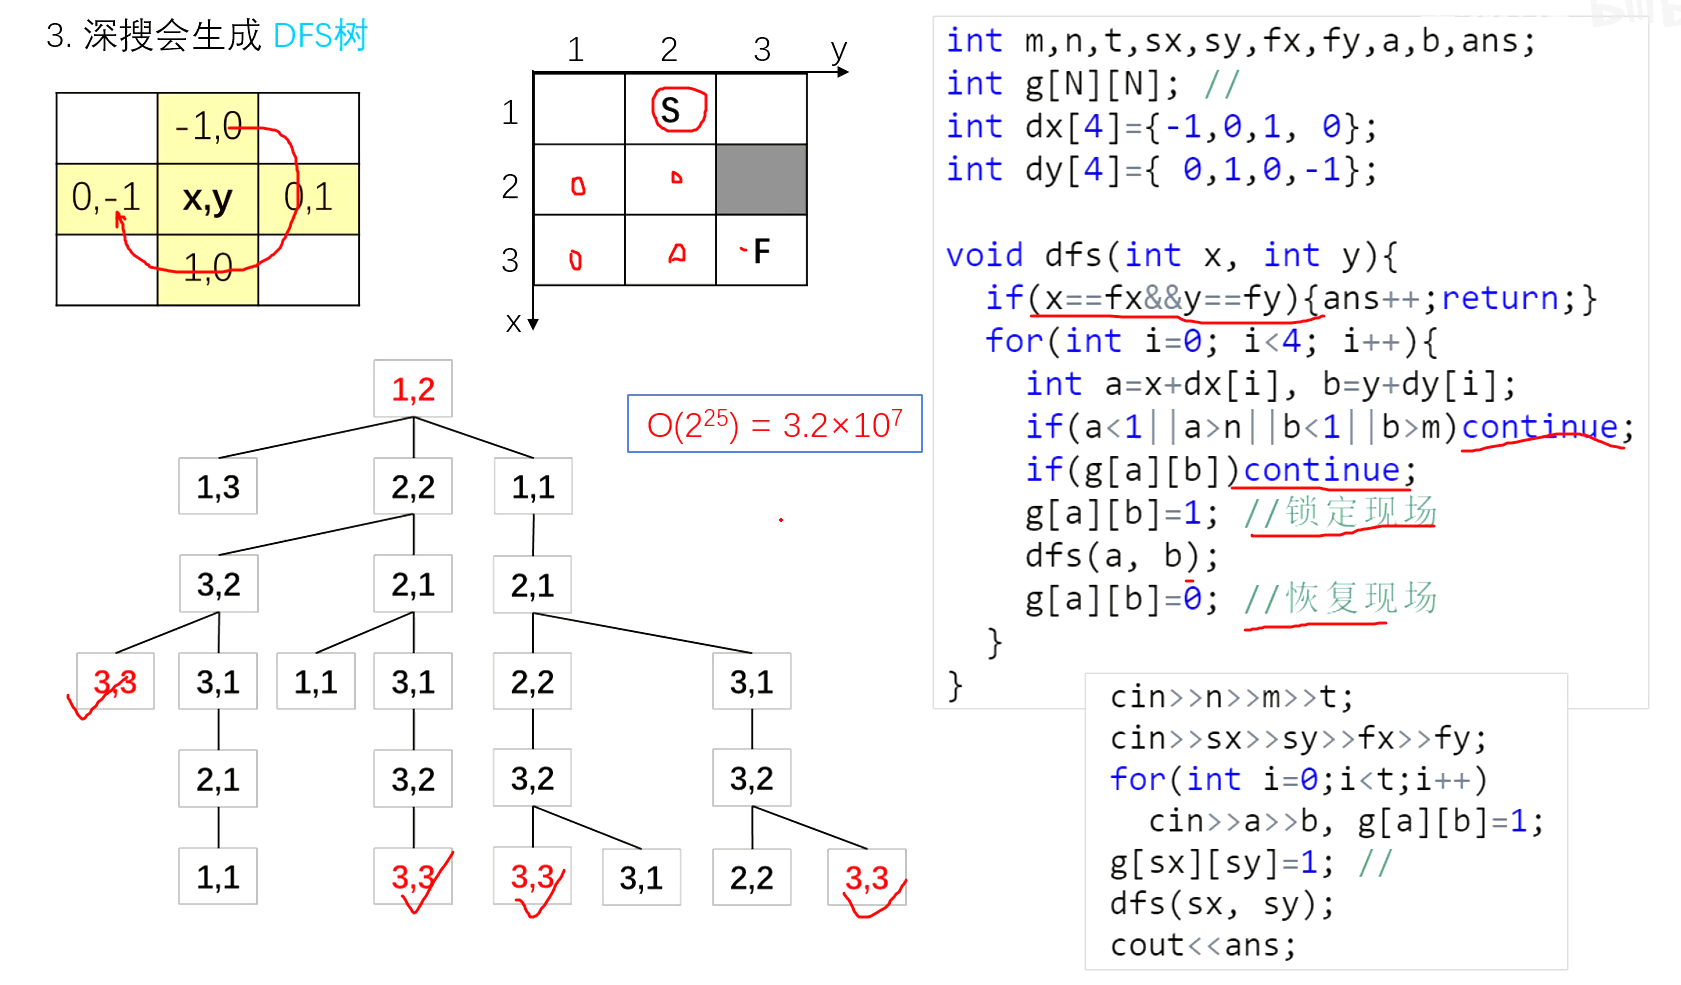 3. 深搜会生成 DFS树
-1,0
0,-1 x,y 0,1
1,0
1 2 3 y
1 S
2
3 F
x
1,2
1,3 2,2 1,1
3,2 2,1 2,1
3,3 3,1 1,1 3,1 2,2 3,1
2,1 3,2 3,2 3,2
1,1 3,3 3,3 3,1 2,2 3,3
O(2²⁵) = 3.2×10⁷
int m,n,t,sx,sy,fx,fy,a,b,ans;
int g[N][N]; //
int dx[4]={-1,0,1, 0};
int dy[4]={ 0,1,0,-1};
void dfs(int x, int y){
if(x==fx&&y==fy){ans++;return;}
for(int i=0; i<4; i++){
int a=x+dx[i], b=y+dy[i];
if(a<1||a>n||b<1||b>m)continue;
if(g[a][b])continue;
g[a][b]=1; //锁定现场
dfs(a, b);
g[a][b]=0; //恢复现场
}
}
cin>>n>>m>>t;
cin>>sx>>sy>>fx>>fy;
for(int i=0;i<t;i++)
cin>>a>>b, g[a][b]=1;
g[sx][sy]=1; //
dfs(sx, sy);
cout<<ans;